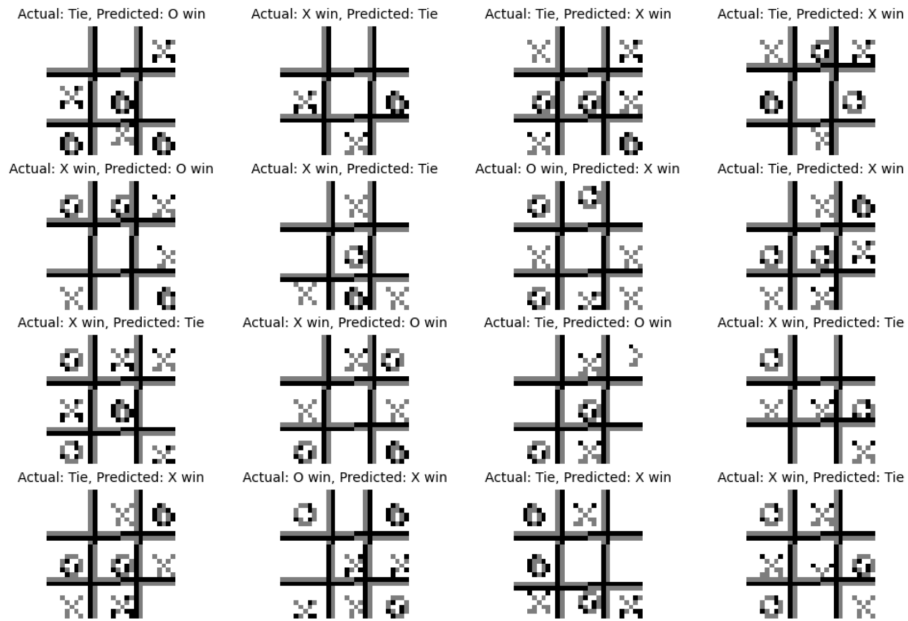 Actual: Tie, Predicted: O win
Actual: X win, Predicted: Tie
Actual: Tie, Predicted: X win
Actual: Tie, Predicted: X win
Actual: X win, Predicted: O win
Actual: X win, Predicted: Tie
Actual: O win, Predicted: X win
Actual: Tie, Predicted: X win
Actual: X win, Predicted: Tie
Actual: X win, Predicted: O win
Actual: Tie, Predicted: O win
Actual: X win, Predicted: Tie
Actual: Tie, Predicted: X win
Actual: O win, Predicted: X win
Actual: Tie, Predicted: X win
Actual: X win, Predicted: Tie